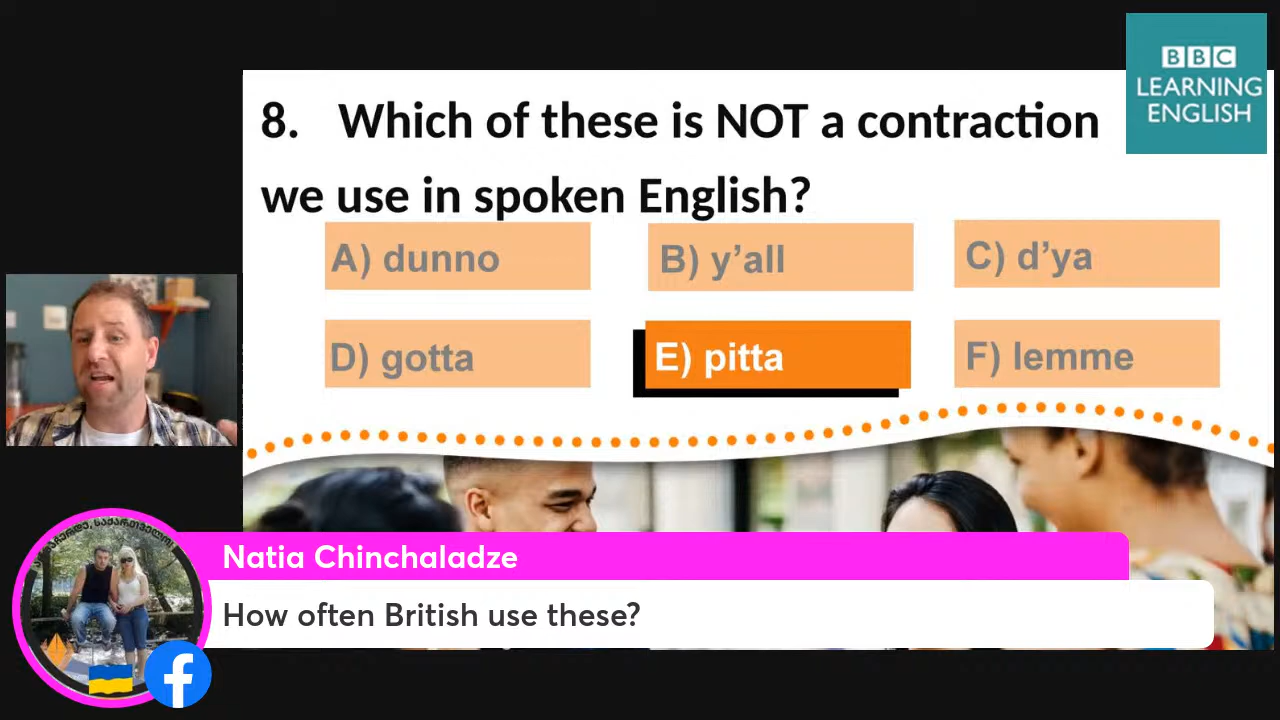 BBC
LEARNING
ENGLISH
8. Which of these is NOT a contraction
we use in spoken English?
A) dunno
B) y'all
C) d'ya
D) gotta
E) pitta
F) lemme
Natia Chinchaladze
How often British use these?